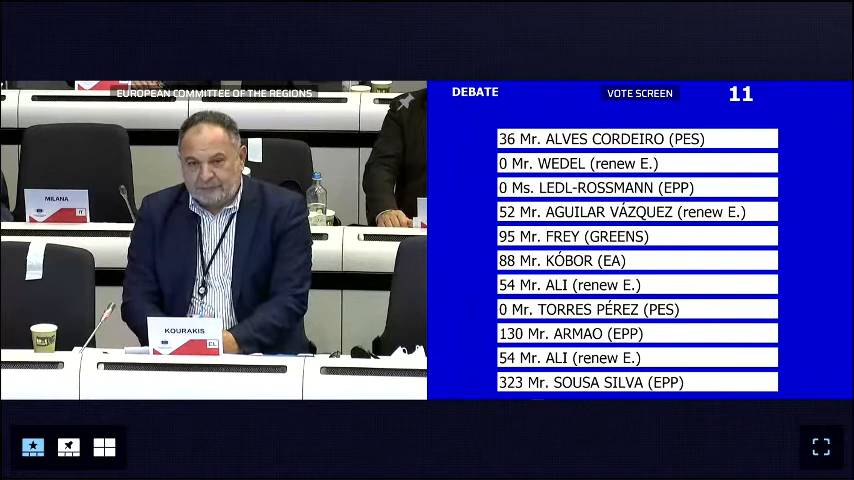 EUROPEAN COMMITTEE OF THE REGIONS
MILANA
IT
KOURAKIS
EL
DEBATE
VOTE SCREEN
11
36 Mr. ALVES CORDEIRO (PES)
0 Mr. WEDEL (renew E.)
0 Ms. LEDL-ROSSMANN (EPP)
52 Mr. AGUILAR VÁZQUEZ (renew E.)
95 Mr. FREY (GREENS)
88 Mr. KÓBOR (EA)
54 Mr. ALI (renew E.)
0 Mr. TORRES PÉREZ (PES)
130 Mr. ARMAO (EPP)
54 Mr. ALI (renew E.)
323 Mr. SOUSA SILVA (EPP)